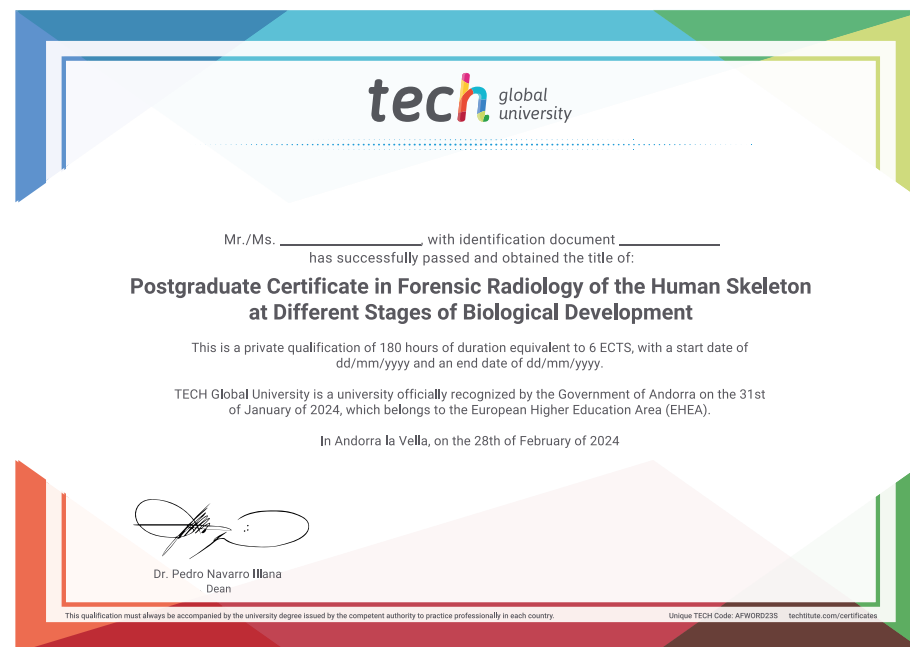 tech global university
Mr./Ms. ____________________, with identification document ______________
has successfully passed and obtained the title of:
Postgraduate Certificate in Forensic Radiology of the Human Skeleton
at Different Stages of Biological Development
This is a private qualification of 180 hours of duration equivalent to 6 ECTS, with a start date of
dd/mm/yyyy and an end date of dd/mm/yyyy.
TECH Global University is a university officially recognized by the Government of Andorra on the 31st
of January of 2024, which belongs to the European Higher Education Area (EHEA).
In Andorra la Vella, on the 28th of February of 2024
Dr. Pedro Navarro Illana
Dean
This qualification must always be accompanied by the university degree issued by the competent authority to practice professionally in each country.
Unique TECH Code: AFWORD23S techtitute.com/certificates